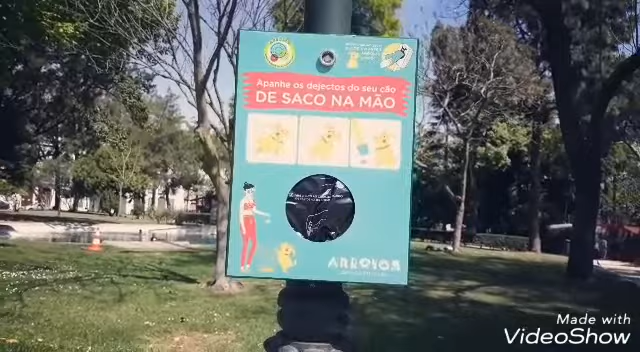 Apanhe os dejectos do seu cão
DE SACO NA MÃO
ARROIOS
Made with
VideoShow